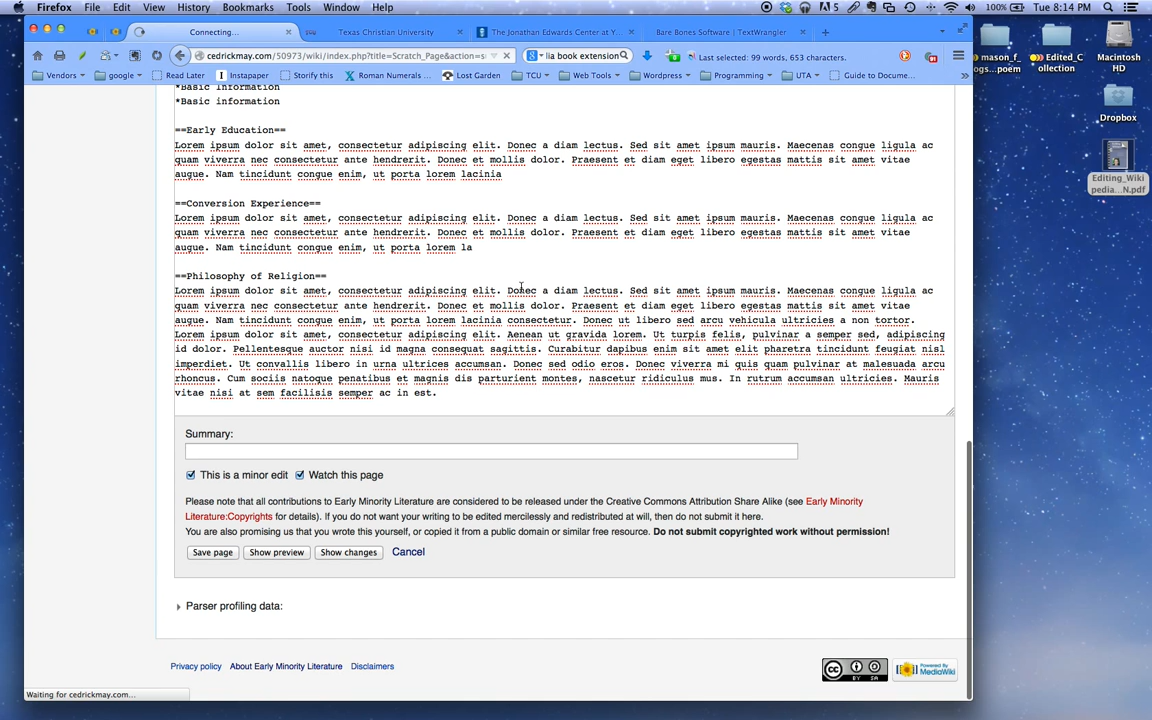 Firefox File Edit View History Bookmarks Tools Window Help 5 100% Tue 8:14 PM
Connecting... Texas Christian University The Jonathan Edwards Center at Y... Bare Bones Software | TextWrangler
cedrickmay.com/50973/wiki/index.php?title=Scratch_Page&action=s lia book extension Last selected: 99 words, 653 characters.
Vendors google Read Later Instapaper Storify this Roman Numerals ... Lost Garden TCU Web Tools Wordpress Programming UTA Guide to Docume...
*Basic information
*Basic information
==Early Education==
Lorem ipsum dolor sit amet, consectetur adipiscing elit. Donec a diam lectus. Sed sit amet ipsum mauris. Maecenas congue ligula ac
quam viverra nec consectetur ante hendrerit. Donec et mollis dolor. Praesent et diam eget libero egestas mattis sit amet vitae
augue. Nam tincidunt congue enim, ut porta lorem lacinia
==Conversion Experience==
Lorem ipsum dolor sit amet, consectetur adipiscing elit. Donec a diam lectus. Sed sit amet ipsum mauris. Maecenas congue ligula ac
quam viverra nec consectetur ante hendrerit. Donec et mollis dolor. Praesent et diam eget libero egestas mattis sit amet vitae
augue. Nam tincidunt congue enim, ut porta lorem la
==Philosophy of Religion==
Lorem ipsum dolor sit amet, consectetur adipiscing elit. Donec a diam lectus. Sed sit amet ipsum mauris. Maecenas congue ligula ac
quam viverra nec consectetur ante hendrerit. Donec et mollis dolor. Praesent et diam eget libero egestas mattis sit amet vitae
augue. Nam tincidunt congue enim, ut porta lorem lacinia consectetur. Donec ut libero sed arcu vehicula ultricies a non tortor.
Lorem ipsum dolor sit amet, consectetur adipiscing elit. Aenean ut gravida lorem. Ut turpis felis, pulvinar a semper sed, adipiscing
id dolor. Pellentesque auctor nisi id magna consequat sagittis. Curabitur dapibus enim sit amet elit pharetra tincidunt feugiat nisl
imperdiet. Ut convallis libero in urna ultrices accumsan. Donec sed odio eros. Donec viverra mi quis quam pulvinar at malesuada arcu
rhoncus. Cum sociis natoque penatibus et magnis dis parturient montes, nascetur ridiculus mus. In rutrum accumsan ultricies. Mauris
vitae nisi at sem facilisis semper ac in est.
Summary:
This is a minor edit Watch this page
Please note that all contributions to Early Minority Literature are considered to be released under the Creative Commons Attribution Share Alike (see Early Minority
Literature:Copyrights for details). If you do not want your writing to be edited mercilessly and redistributed at will, then do not submit it here.
You are also promising us that you wrote this yourself, or copied it from a public domain or similar free resource. Do not submit copyrighted work without permission!
Save page Show preview Show changes Cancel
Parser profiling data:
Privacy policy About Early Minority Literature Disclaimers
CC BY SA Powered By MediaWiki
Waiting for cedrickmay.com...
mason_f Edited_C Macintosh
ogs...poem ollection HD
Dropbox
Editing_Wiki
pedia...N.pdf